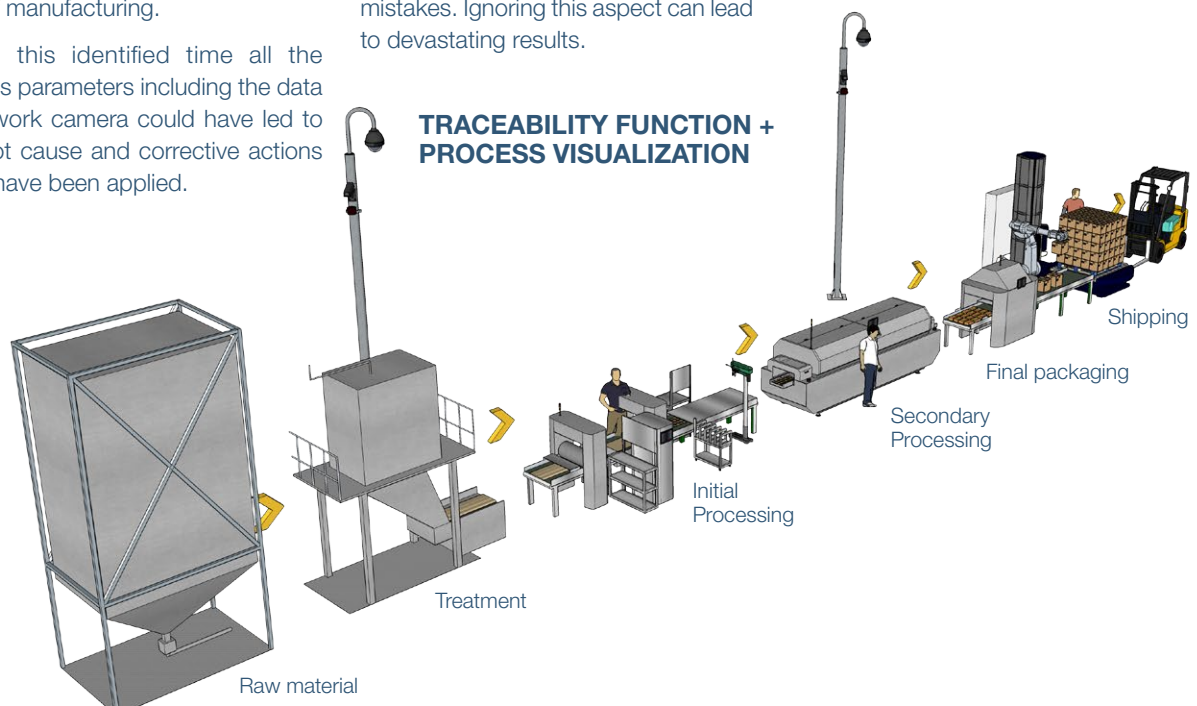 manufacturing.
this identified time all the
parameters including the data
work camera could have led to
cause and corrective actions
have been applied.
mistakes. Ignoring this aspect can lead
to devastating results.
TRACEABILITY FUNCTION +
PROCESS VISUALIZATION
Shipping
Final packaging
Secondary
Processing
Initial
Processing
Treatment
Raw material